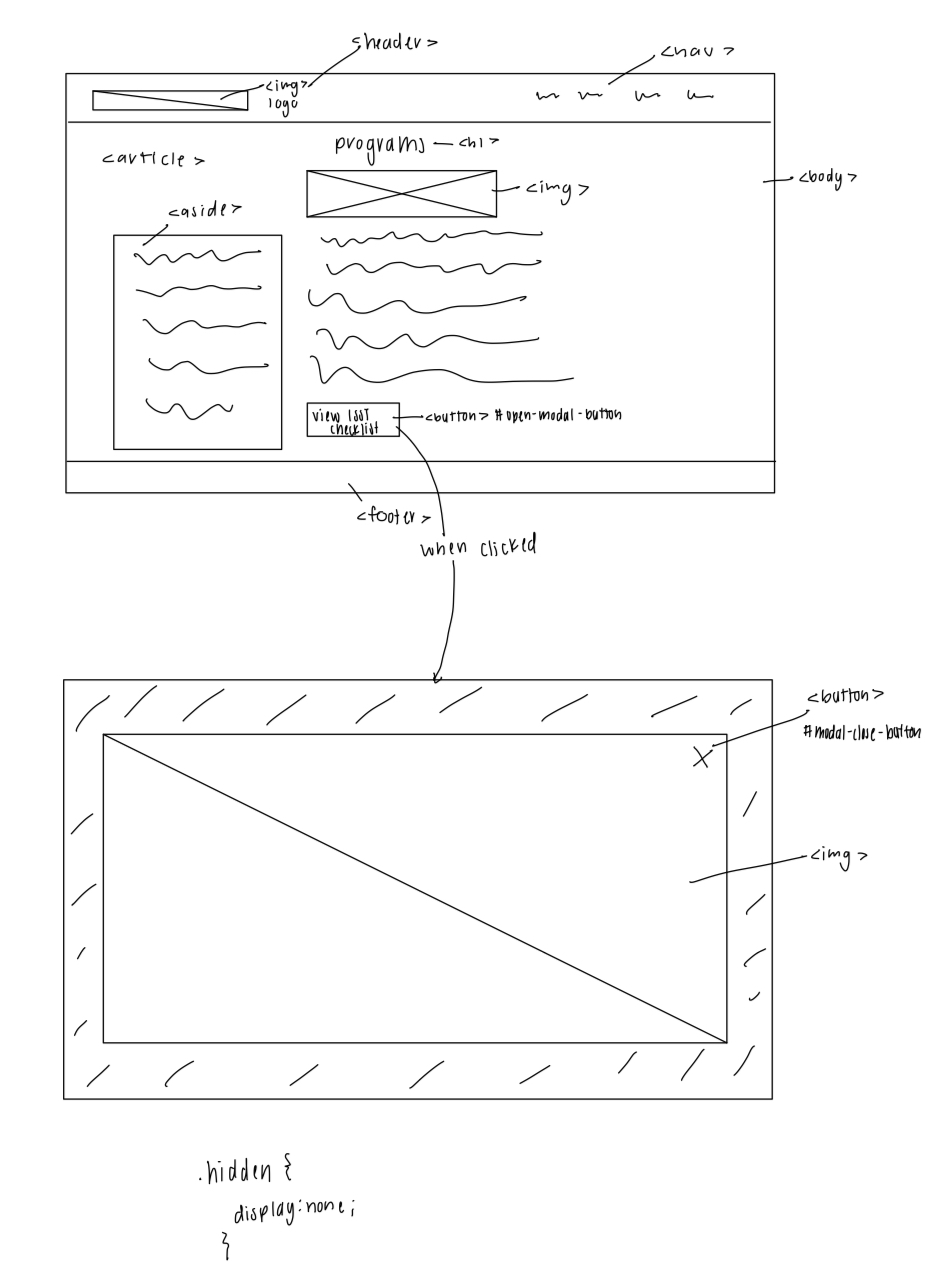 <header>
<nav>
<img>
logo
programs — <h1>
<article>
<body>
<img>
<aside>
view ISST
checklist
<button> #open-modal-button
<footer>
when clicked
<button>
#modal-close-button
X
<img>
.hidden {
display:none;
}